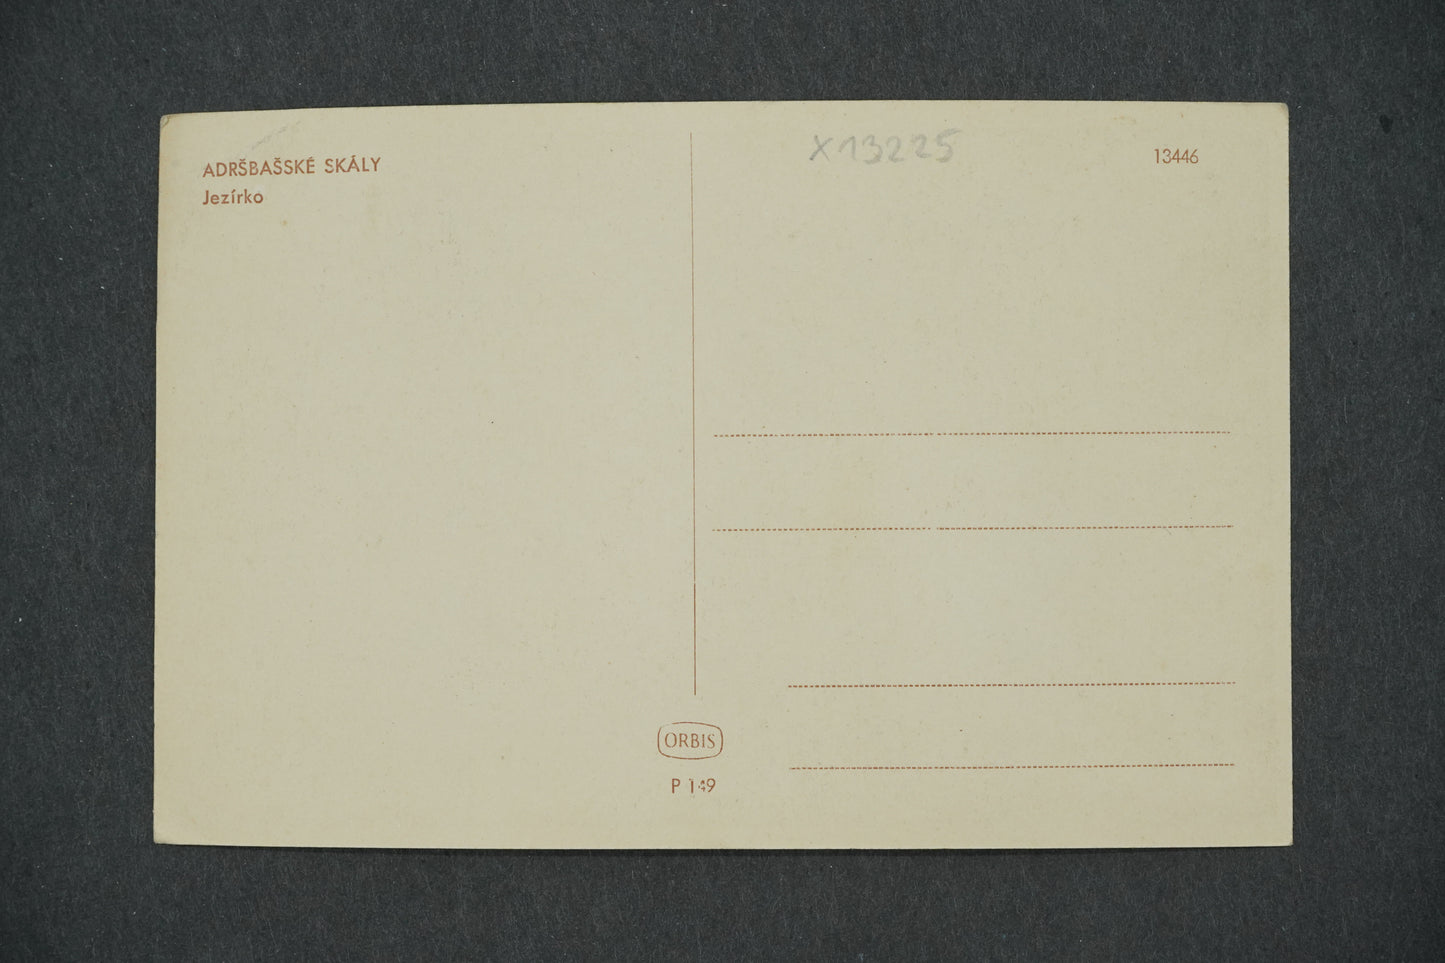 ADRŠBAŠSKÉ SKÁLY
Jezírko
X13225
13446
ORBIS
P 149